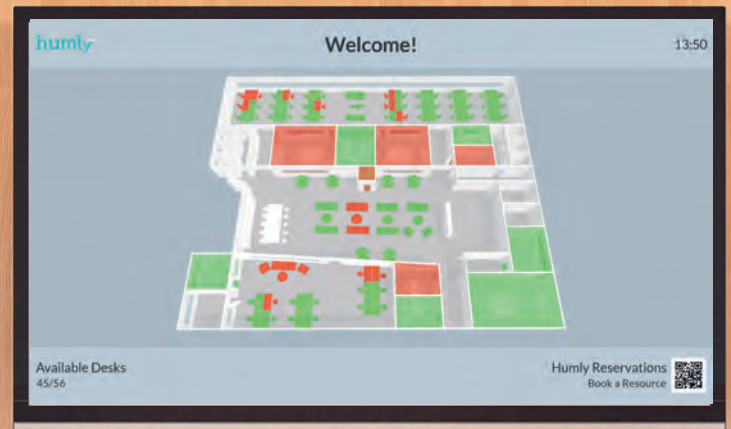 humly
Welcome!
13:50
Available Desks
45/56
Humly Reservations
Book a Resource